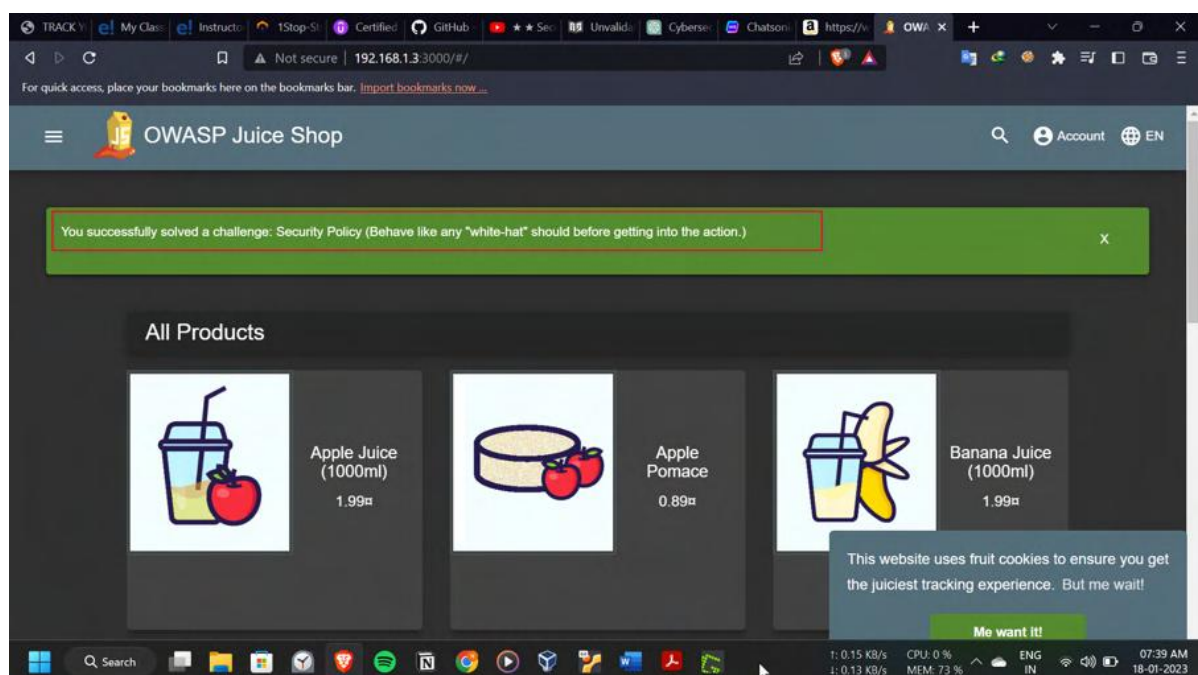 TRACK Y
My Class
Instructo
1Stop-St
Certified
GitHub
★ ★ Sec
Unvalida
Cyberse
Chatson
https://w
OWA
Not secure | 192.168.1.3:3000/#/
For quick access, place your bookmarks here on the bookmarks bar. Import bookmarks now ...
OWASP Juice Shop
Account
EN
You successfully solved a challenge: Security Policy (Behave like any "white-hat" should before getting into the action.)
X
All Products
Apple Juice
(1000ml)
1.99¤
Apple
Pomace
0.89¤
Banana Juice
(1000ml)
1.99¤
This website uses fruit cookies to ensure you get
the juiciest tracking experience. But me wait!
Me want it!
Search
↑: 0.15 KB/s
↓: 0.13 KB/s
CPU: 0 %
MEM: 73 %
ENG
IN
07:39 AM
18-01-2023